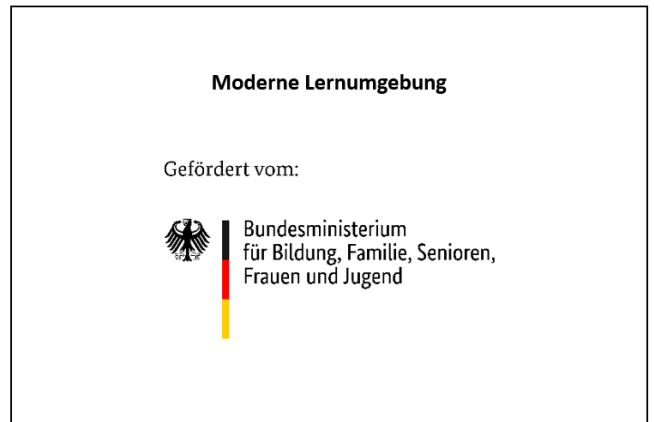 Moderne Lernumgebung
Gefördert vom:
Bundesministerium
für Bildung, Familie, Senioren,
Frauen und Jugend